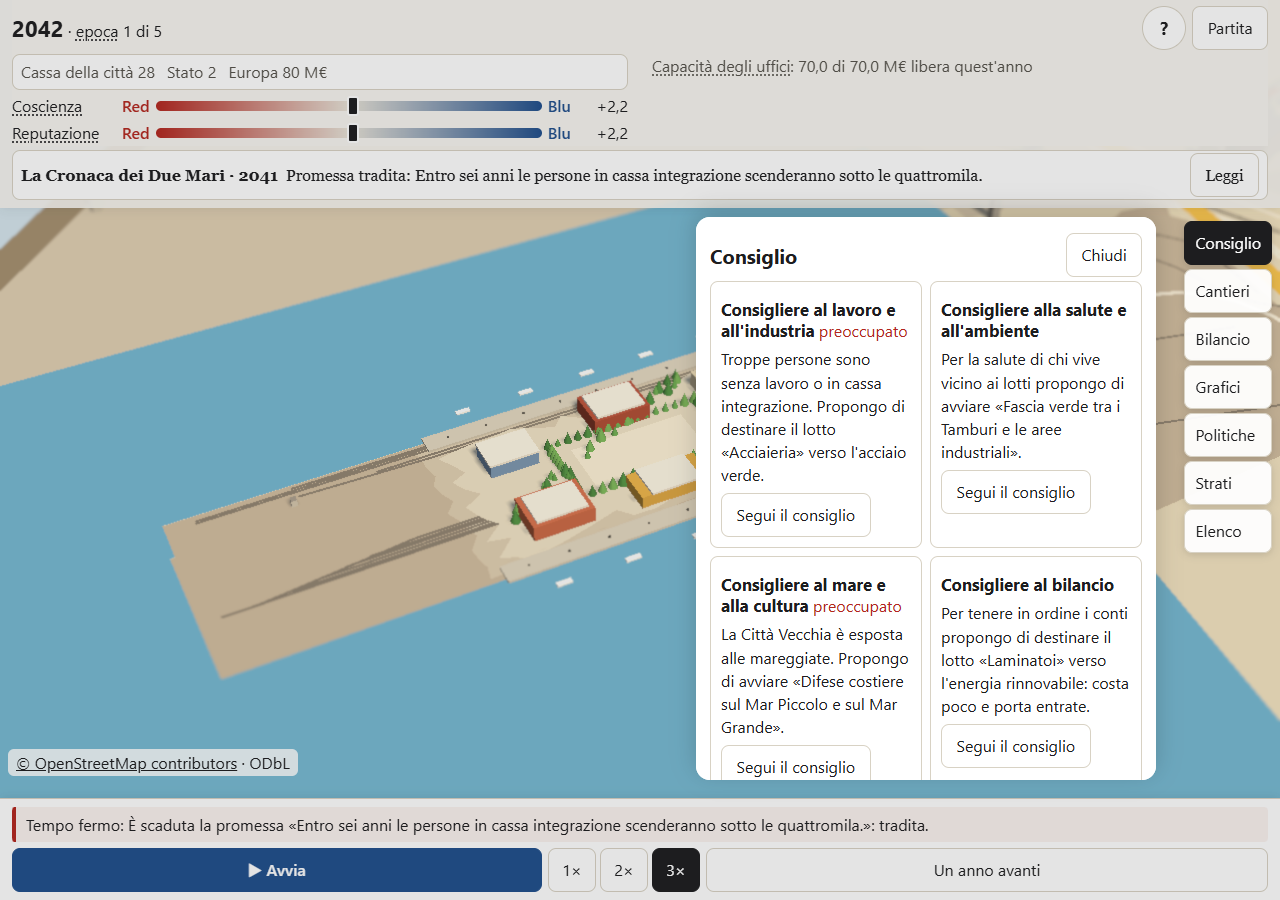 2042 · epoca 1 di 5
?
Partita
Cassa della città 28 Stato 2 Europa 80 M€
Capacità degli uffici: 70,0 di 70,0 M€ libera quest'anno
Coscienza Red Blu +2,2
Reputazione Red Blu +2,2
La Cronaca dei Due Mari · 2041 Promessa tradita: Entro sei anni le persone in cassa integrazione scenderanno sotto le quattromila.
Leggi
Consiglio
Chiudi
Consigliere al lavoro e
all'industria preoccupato
Troppe persone sono
senza lavoro o in cassa
integrazione. Propongo di
destinare il lotto
«Acciaieria» verso l'acciaio
verde.
Segui il consiglio
Consigliere alla salute e
all'ambiente
Per la salute di chi vive
vicino ai lotti propongo di
avviare «Fascia verde tra i
Tamburi e le aree
industriali».
Segui il consiglio
Consigliere al mare e
alla cultura preoccupato
La Città Vecchia è esposta
alle mareggiate. Propongo
di avviare «Difese costiere
sul Mar Piccolo e sul Mar
Grande».
Segui il consiglio
Consigliere al bilancio
Per tenere in ordine i conti
propongo di destinare il
lotto «Laminatoi» verso
l'energia rinnovabile: costa
poco e porta entrate.
Segui il consiglio
Consiglio
Cantieri
Bilancio
Grafici
Politiche
Strati
Elenco
© OpenStreetMap contributors · ODbL
Tempo fermo: È scaduta la promessa «Entro sei anni le persone in cassa integrazione scenderanno sotto le quattromila.»: tradita.
▶ Avvia
1×
2×
3×
Un anno avanti